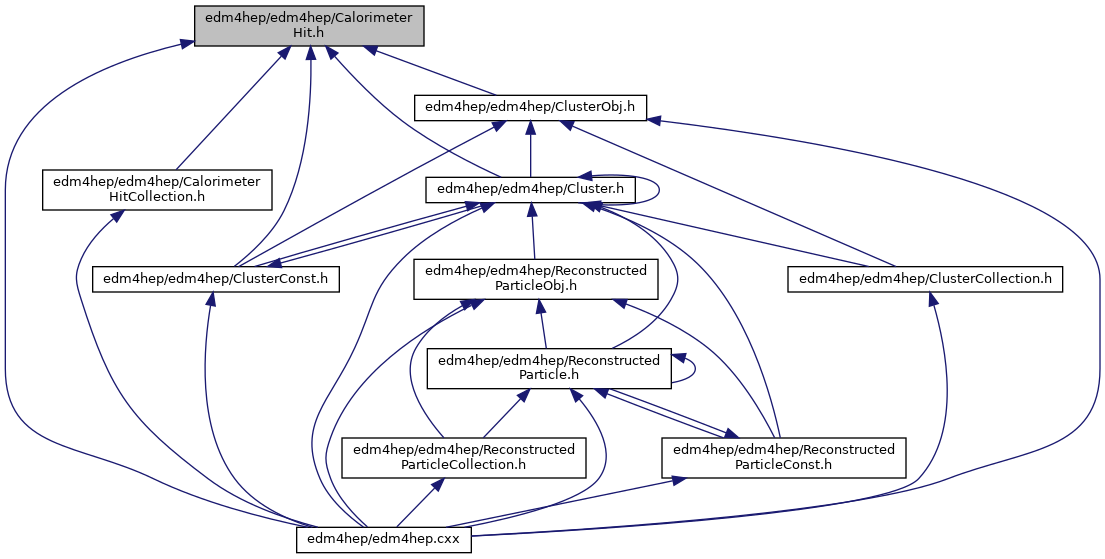 edm4hep/edm4hep/Calorimeter
Hit.h
edm4hep/edm4hep/ClusterObj.h
edm4hep/edm4hep/Calorimeter
HitCollection.h
edm4hep/edm4hep/Cluster.h
edm4hep/edm4hep/ClusterConst.h
edm4hep/edm4hep/Reconstructed
ParticleObj.h
edm4hep/edm4hep/ClusterCollection.h
edm4hep/edm4hep/Reconstructed
Particle.h
edm4hep/edm4hep/Reconstructed
ParticleCollection.h
edm4hep/edm4hep/Reconstructed
ParticleConst.h
edm4hep/edm4hep.cxx